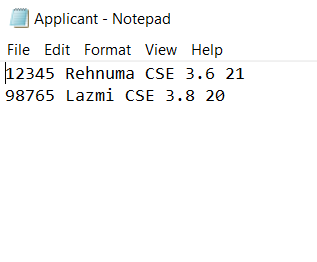 Applicant - Notepad
File Edit Format View Help
12345 Rehnuma CSE 3.6 21
98765 Lazmi CSE 3.8 20